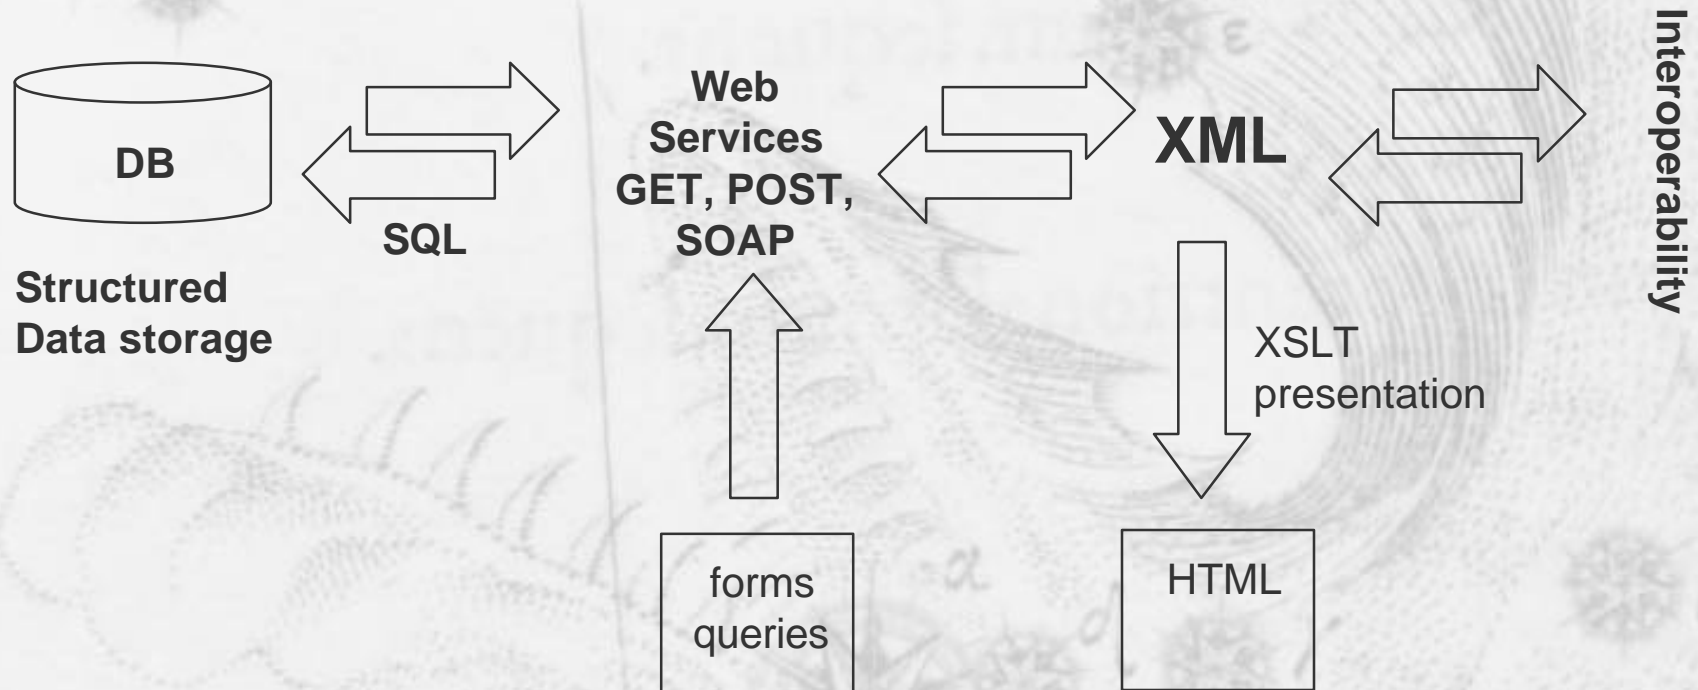 DB
Structured
Data storage
SQL
Web
Services
GET, POST,
SOAP
XML
Interoperability
XSLT
presentation
forms
queries
HTML
ε
α